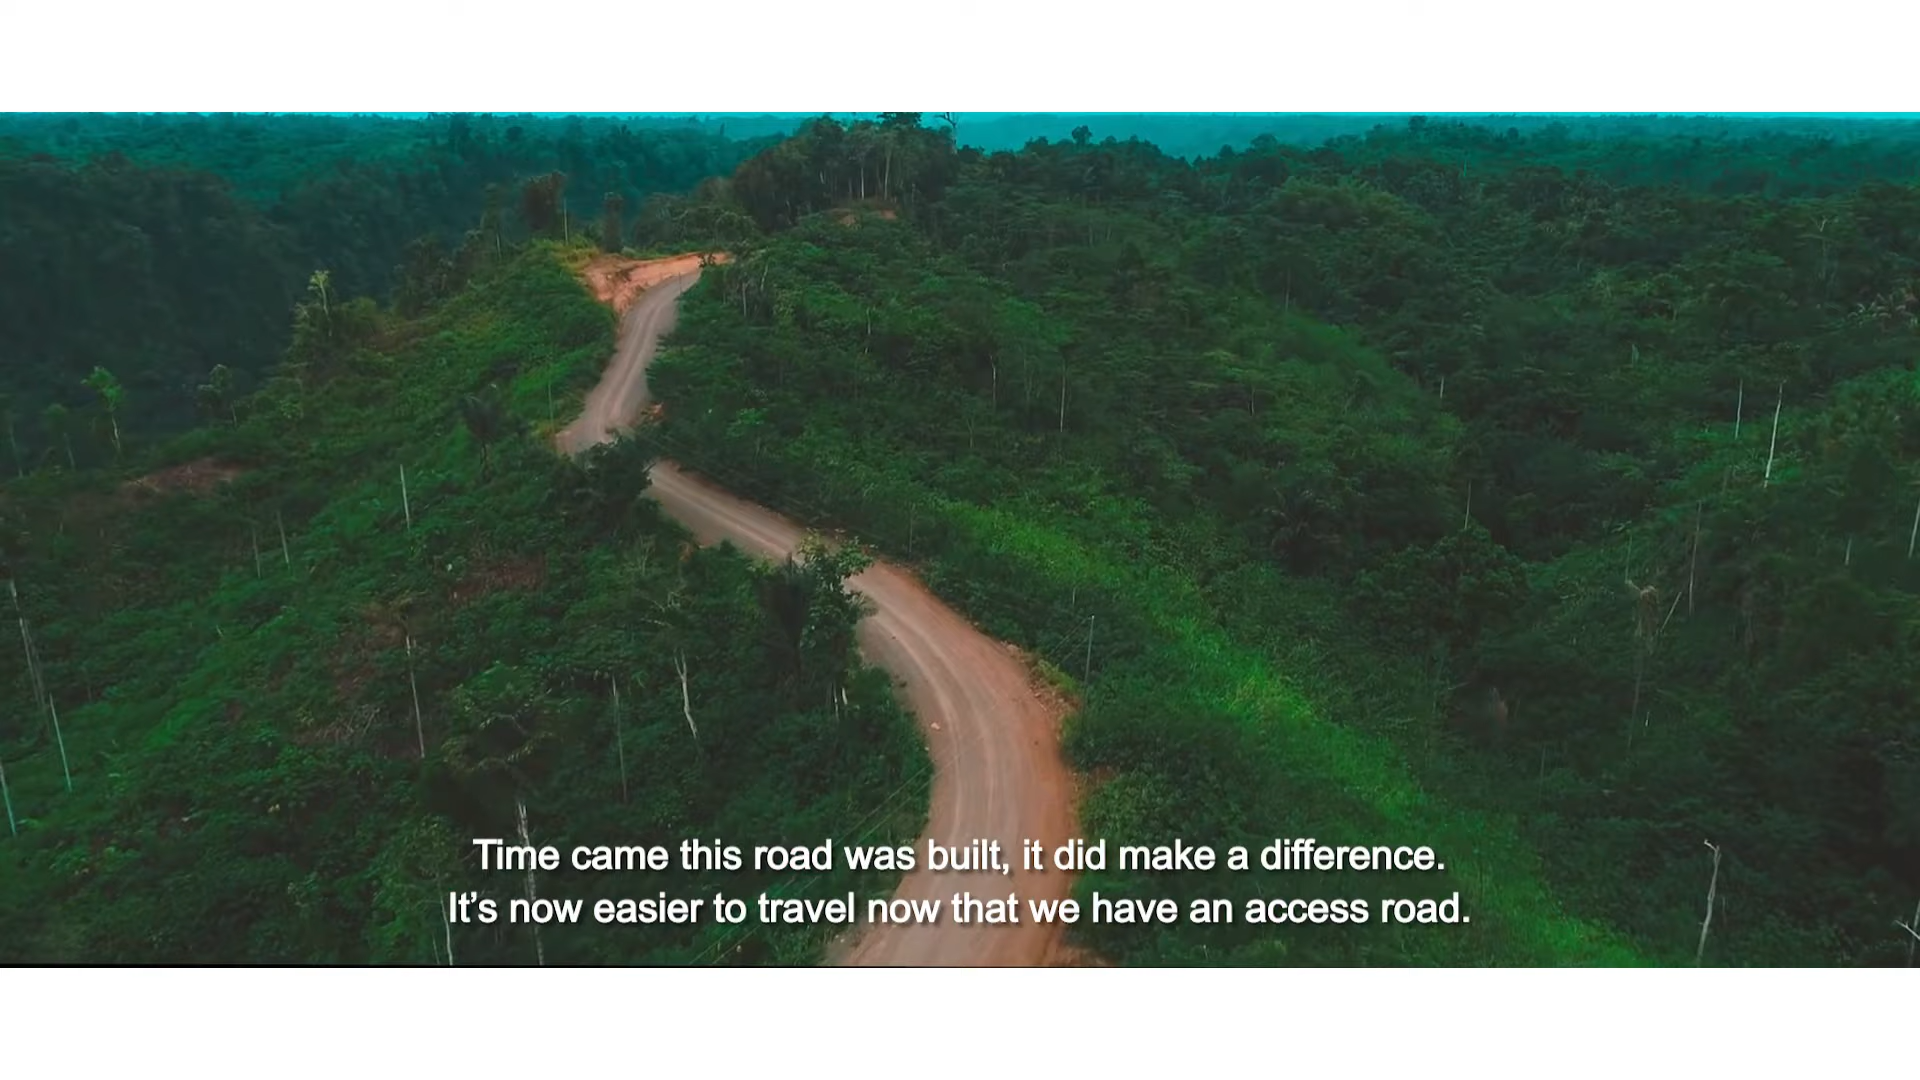 Time came this road was built, it did make a difference.
It’s now easier to travel now that we have an access road.